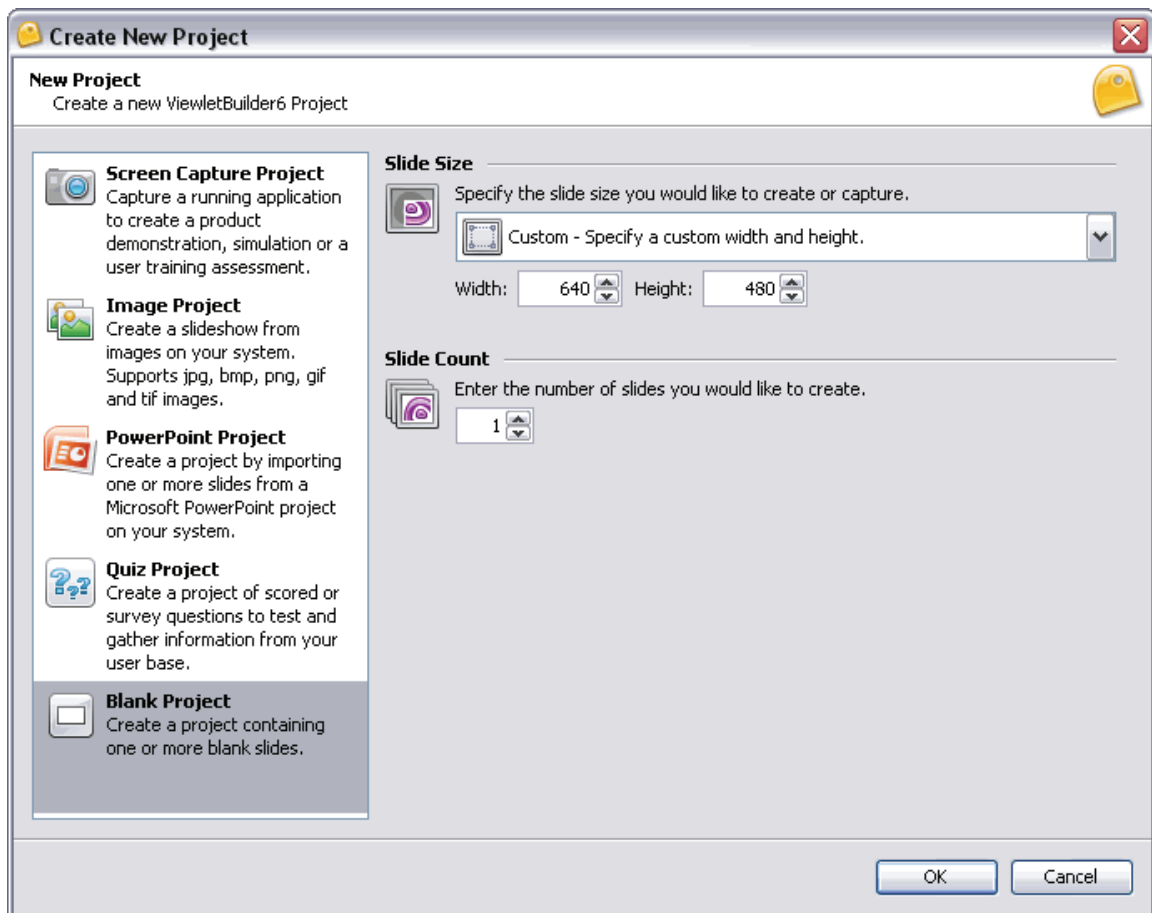 Create New Project
New Project
Create a new ViewletBuilder6 Project
Screen Capture Project
Capture a running application
to create a product
demonstration, simulation or a
user training assessment.
Image Project
Create a slideshow from
images on your system.
Supports jpg, bmp, png, gif
and tif images.
PowerPoint Project
Create a project by importing
one or more slides from a
Microsoft PowerPoint project
on your system.
Quiz Project
Create a project of scored or
survey questions to test and
gather information from your
user base.
Blank Project
Create a project containing
one or more blank slides.
Slide Size
Specify the slide size you would like to create or capture.
Custom - Specify a custom width and height.
Width: 640 Height: 480
Slide Count
Enter the number of slides you would like to create.
1
OK Cancel